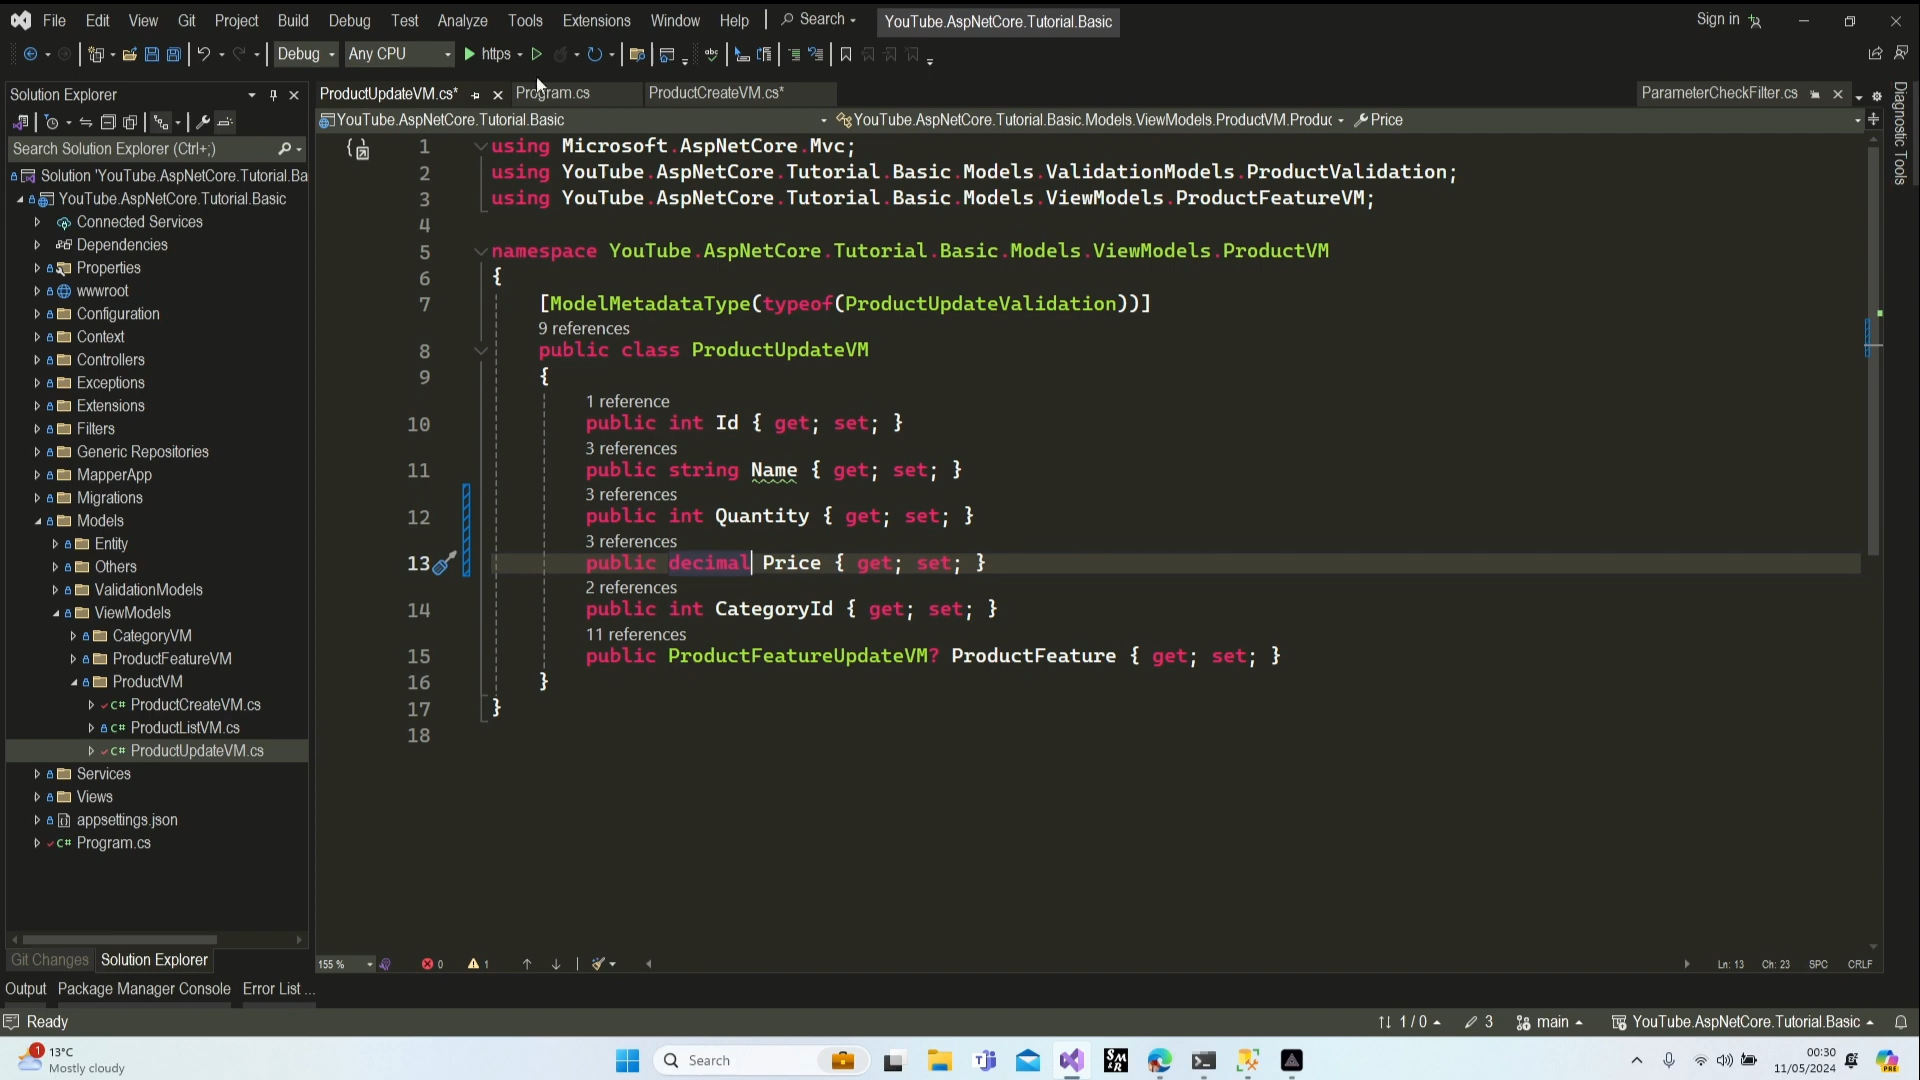 File Edit View Git Project Build Debug Test Analyze Tools Extensions Window Help Search YouTube.AspNetCore.Tutorial.Basic Sign in
Debug Any CPU https
Solution Explorer
ProductUpdateVM.cs* Program.cs ProductCreateVM.cs* ParameterCheckFilter.cs
YouTube.AspNetCore.Tutorial.Basic YouTube.AspNetCore.Tutorial.Basic.Models.ViewModels.ProductVM.Produc Price
Search Solution Explorer (Ctrl+;)
Solution 'YouTube.AspNetCore.Tutorial.Ba
YouTube.AspNetCore.Tutorial.Basic
Connected Services
Dependencies
Properties
wwwroot
Configuration
Context
Controllers
Exceptions
Extensions
Filters
Generic Repositories
MapperApp
Migrations
Models
Entity
Others
ValidationModels
ViewModels
CategoryVM
ProductFeatureVM
ProductVM
C# ProductCreateVM.cs
C# ProductListVM.cs
C# ProductUpdateVM.cs
Services
Views
appsettings.json
C# Program.cs
Git Changes Solution Explorer
1 using Microsoft.AspNetCore.Mvc;
2 using YouTube.AspNetCore.Tutorial.Basic.Models.ValidationModels.ProductValidation;
3 using YouTube.AspNetCore.Tutorial.Basic.Models.ViewModels.ProductFeatureVM;
4
5 namespace YouTube.AspNetCore.Tutorial.Basic.Models.ViewModels.ProductVM
6 {
7 [ModelMetadataType(typeof(ProductUpdateValidation))]
9 references
8 public class ProductUpdateVM
9 {
1 reference
10 public int Id { get; set; }
3 references
11 public string Name { get; set; }
3 references
12 public int Quantity { get; set; }
3 references
13 public decimal Price { get; set; }
2 references
14 public int CategoryId { get; set; }
11 references
15 public ProductFeatureUpdateVM? ProductFeature { get; set; }
16 }
17 }
18
Diagnostic Tools
155 % 0 1 Ln: 13 Ch: 23 SPC CRLF
Output Package Manager Console Error List ...
Ready 1 / 0 3 main YouTube.AspNetCore.Tutorial.Basic
1 13°C
Mostly cloudy
Search
00:30
11/05/2024
PRE